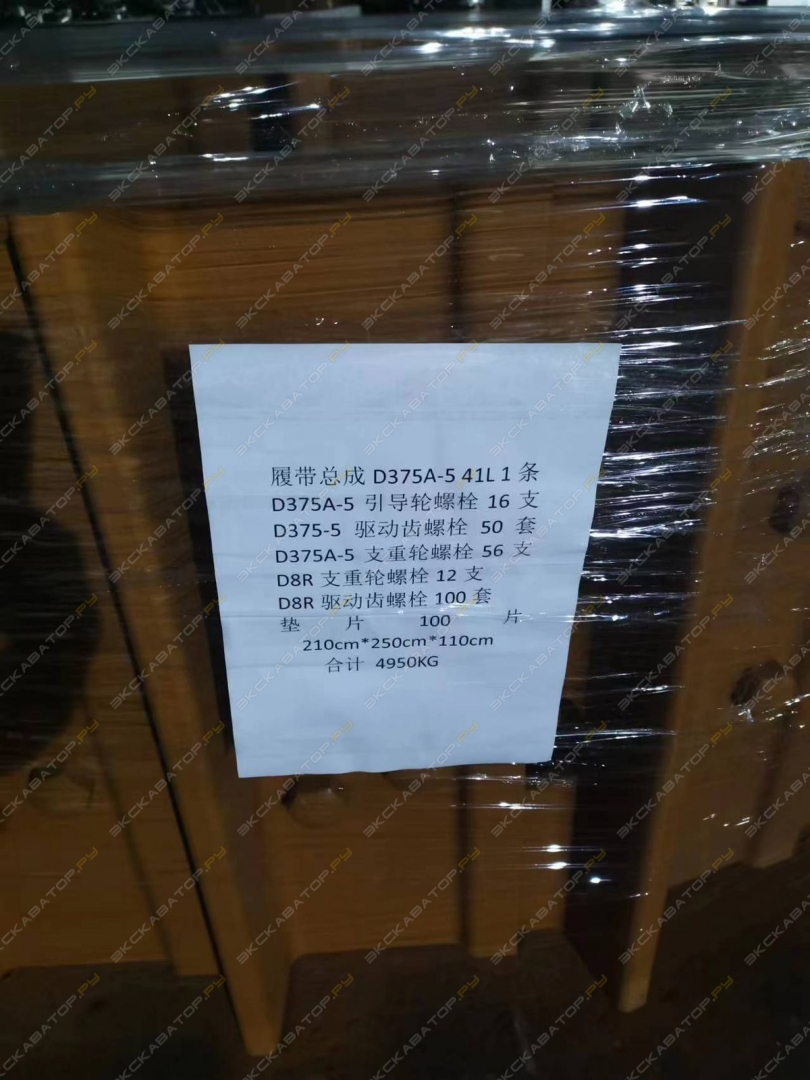 履带总成 D375A-5 41L 1 条
D375A-5 引导轮螺栓 16 支
D375-5 驱动齿螺栓 50 套
D375A-5 支重轮螺栓 56 支
D8R 支重轮螺栓 12 支
D8R 驱动齿螺栓 100 套
垫 片 100 片
210cm*250cm*110cm
合计 4950KG
ЭКСКАВАТОР.РУ